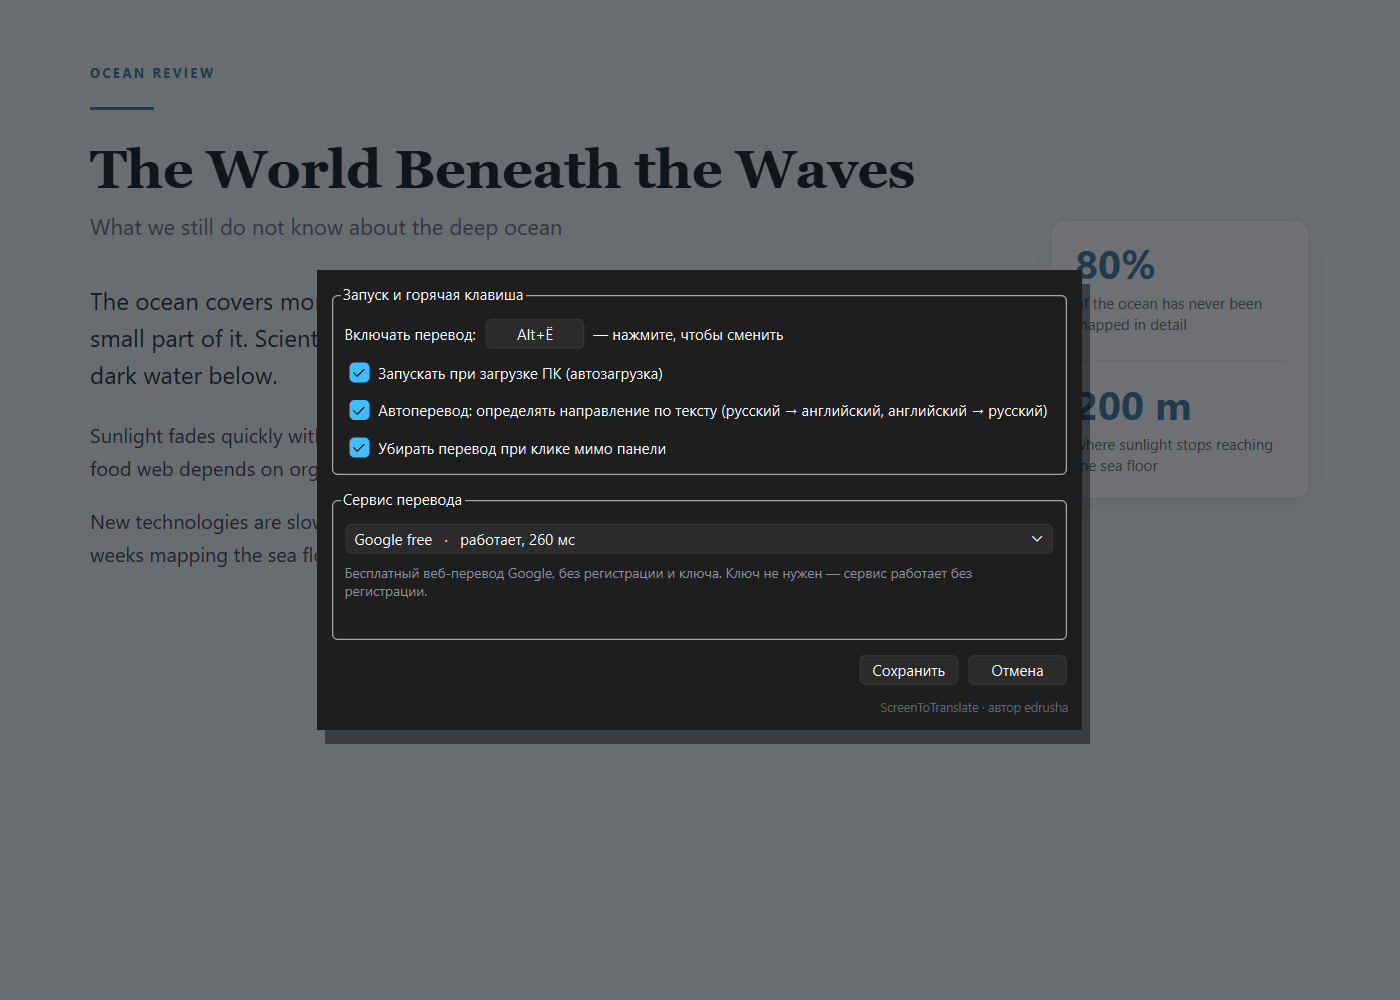 OCEAN REVIEW
The World Beneath the Waves
What we still do not know about the deep ocean
The ocean covers
small part of it. Scient
dark water below.
Sunlight fades quickly
food web depends on
New technologies are
weeks mapping the sea
80%
of the ocean has never been
mapped in detail
200 m
where sunlight stops reaching
the sea floor
Запуск и горячая клавиша
Включать перевод: Alt+Ё — нажмите, чтобы сменить
Запускать при загрузке ПК (автозагрузка)
Автоперевод: определять направление по тексту (русский → английский, английский → русский)
Убирать перевод при клике мимо панели
Сервис перевода
Google free · работает, 260 мс
Бесплатный веб-перевод Google, без регистрации и ключа. Ключ не нужен — сервис работает без
регистрации.
Сохранить Отмена
ScreenToTranslate · автор edrusha